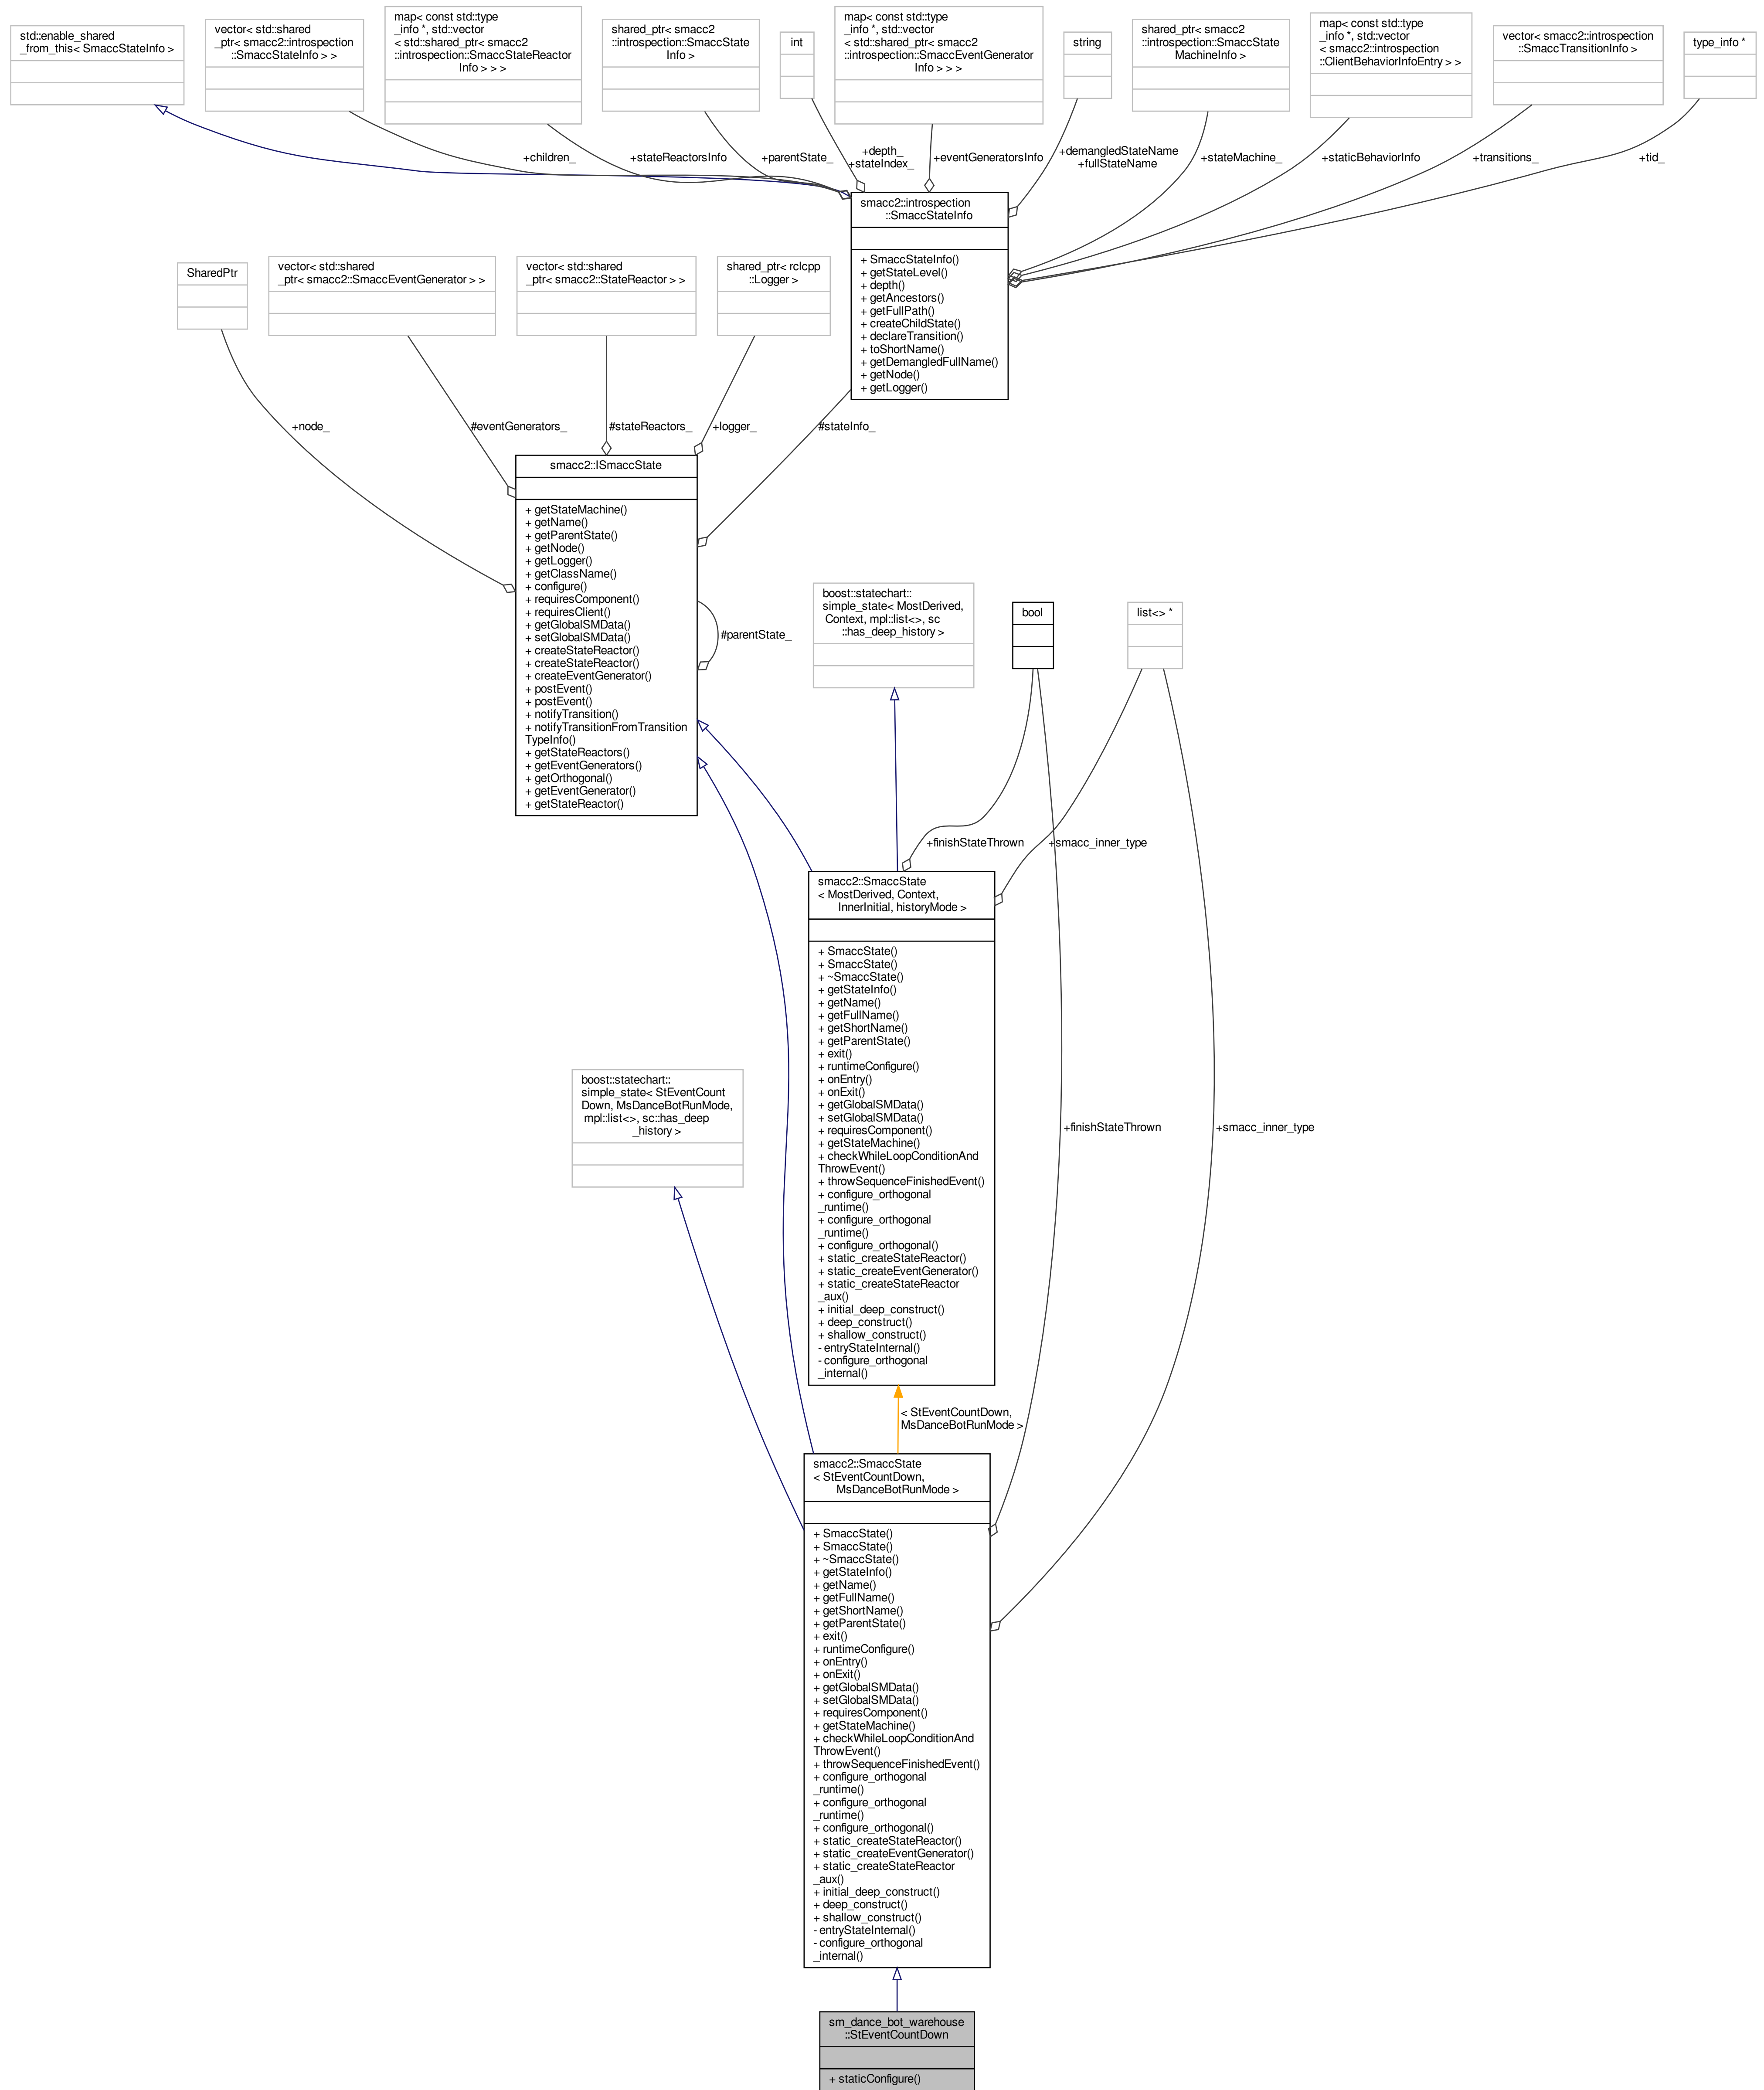 std::enable_shared
_from_this< SmaccStateInfo >
vector< std::shared
_ptr< smacc2::introspection
::SmaccStateInfo > >
map< const std::type
_info *, std::vector
< std::shared_ptr< smacc2
::introspection::SmaccStateReactor
Info > > >
shared_ptr< smacc2
::introspection::SmaccState
Info >
int
map< const std::type
_info *, std::vector
< std::shared_ptr< smacc2
::introspection::SmaccEventGenerator
Info > > >
string
shared_ptr< smacc2
::introspection::SmaccState
MachineInfo >
map< const std::type
_info *, std::vector
< smacc2::introspection
::ClientBehaviorInfoEntry > >
vector< smacc2::introspection
::SmaccTransitionInfo >
type_info *
+children_
+stateReactorsInfo
+parentState_
+depth_
+stateIndex_
+eventGeneratorsInfo
+demangledStateName
+fullStateName
+stateMachine_
+staticBehaviorInfo
+transitions_
+tid_
smacc2::introspection
::SmaccStateInfo
+ SmaccStateInfo()
+ getStateLevel()
+ depth()
+ getAncestors()
+ getFullPath()
+ createChildState()
+ declareTransition()
+ toShortName()
+ getDemangledFullName()
+ getNode()
+ getLogger()
SharedPtr
vector< std::shared
_ptr< smacc2::SmaccEventGenerator > >
vector< std::shared
_ptr< smacc2::StateReactor > >
shared_ptr< rclcpp
::Logger >
+node_
#eventGenerators_
#stateReactors_
+logger_
#stateInfo_
smacc2::ISmaccState
+ getStateMachine()
+ getName()
+ getParentState()
+ getNode()
+ getLogger()
+ getClassName()
+ configure()
+ requiresComponent()
+ requiresClient()
+ getGlobalSMData()
+ setGlobalSMData()
+ createStateReactor()
+ createStateReactor()
+ createEventGenerator()
+ postEvent()
+ postEvent()
+ notifyTransition()
+ notifyTransitionFromTransition
TypeInfo()
+ getStateReactors()
+ getEventGenerators()
+ getOrthogonal()
+ getEventGenerator()
+ getStateReactor()
#parentState_
boost::statechart::
simple_state< MostDerived,
Context, mpl::list<>, sc
::has_deep_history >
bool
list<> *
+finishStateThrown
+smacc_inner_type
smacc2::SmaccState
< MostDerived, Context,
InnerInitial, historyMode >
+ SmaccState()
+ SmaccState()
+ ~SmaccState()
+ getStateInfo()
+ getName()
+ getFullName()
+ getShortName()
+ getParentState()
+ exit()
+ runtimeConfigure()
+ onEntry()
+ onExit()
+ getGlobalSMData()
+ setGlobalSMData()
+ requiresComponent()
+ getStateMachine()
+ checkWhileLoopConditionAnd
ThrowEvent()
+ throwSequenceFinishedEvent()
+ configure_orthogonal
_runtime()
+ configure_orthogonal
_runtime()
+ configure_orthogonal()
+ static_createStateReactor()
+ static_createEventGenerator()
+ static_createStateReactor
_aux()
+ initial_deep_construct()
+ deep_construct()
+ shallow_construct()
- entryStateInternal()
- configure_orthogonal
_internal()
boost::statechart::
simple_state< StEventCount
Down, MsDanceBotRunMode,
mpl::list<>, sc::has_deep
_history >
+finishStateThrown
+smacc_inner_type
< StEventCountDown,
MsDanceBotRunMode >
smacc2::SmaccState
< StEventCountDown,
MsDanceBotRunMode >
+ SmaccState()
+ SmaccState()
+ ~SmaccState()
+ getStateInfo()
+ getName()
+ getFullName()
+ getShortName()
+ getParentState()
+ exit()
+ runtimeConfigure()
+ onEntry()
+ onExit()
+ getGlobalSMData()
+ setGlobalSMData()
+ requiresComponent()
+ getStateMachine()
+ checkWhileLoopConditionAnd
ThrowEvent()
+ throwSequenceFinishedEvent()
+ configure_orthogonal
_runtime()
+ configure_orthogonal
_runtime()
+ configure_orthogonal()
+ static_createStateReactor()
+ static_createEventGenerator()
+ static_createStateReactor
_aux()
+ initial_deep_construct()
+ deep_construct()
+ shallow_construct()
- entryStateInternal()
- configure_orthogonal
_internal()
sm_dance_bot_warehouse
::StEventCountDown
+ staticConfigure()